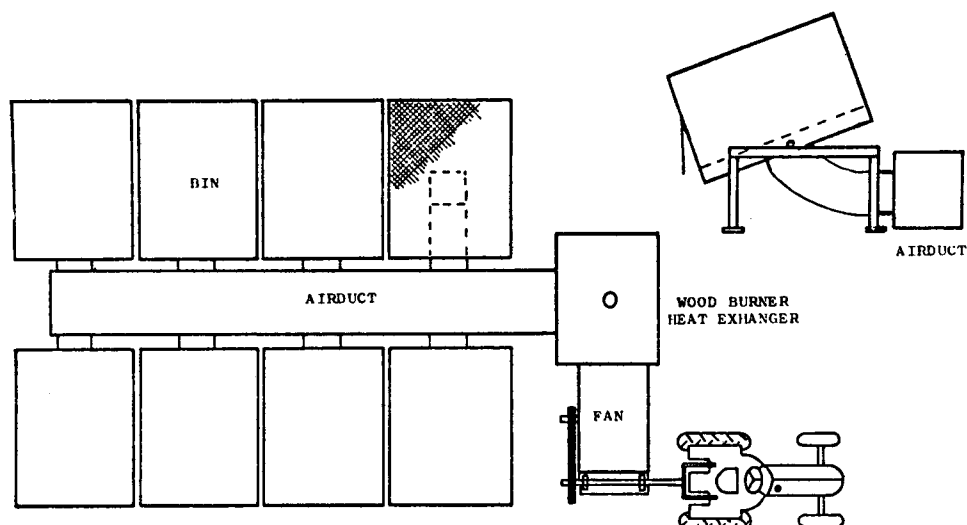 BIN
AIRDUCT
AIRDUCT
WOOD BURNER
HEAT EXHANGER
FAN